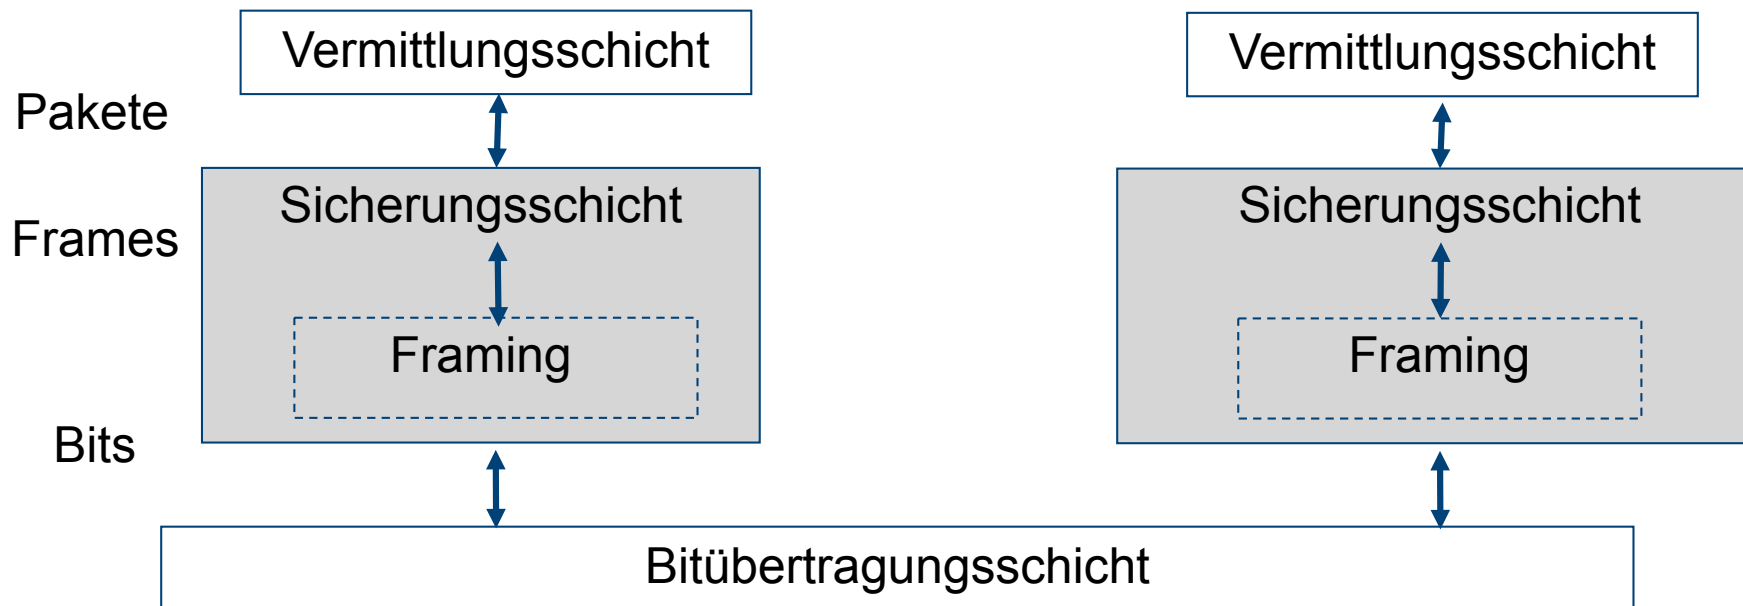 Vermittlungsschicht
Vermittlungsschicht
Pakete
Sicherungsschicht
Sicherungsschicht
Frames
Framing
Framing
Bits
Bitübertragungsschicht